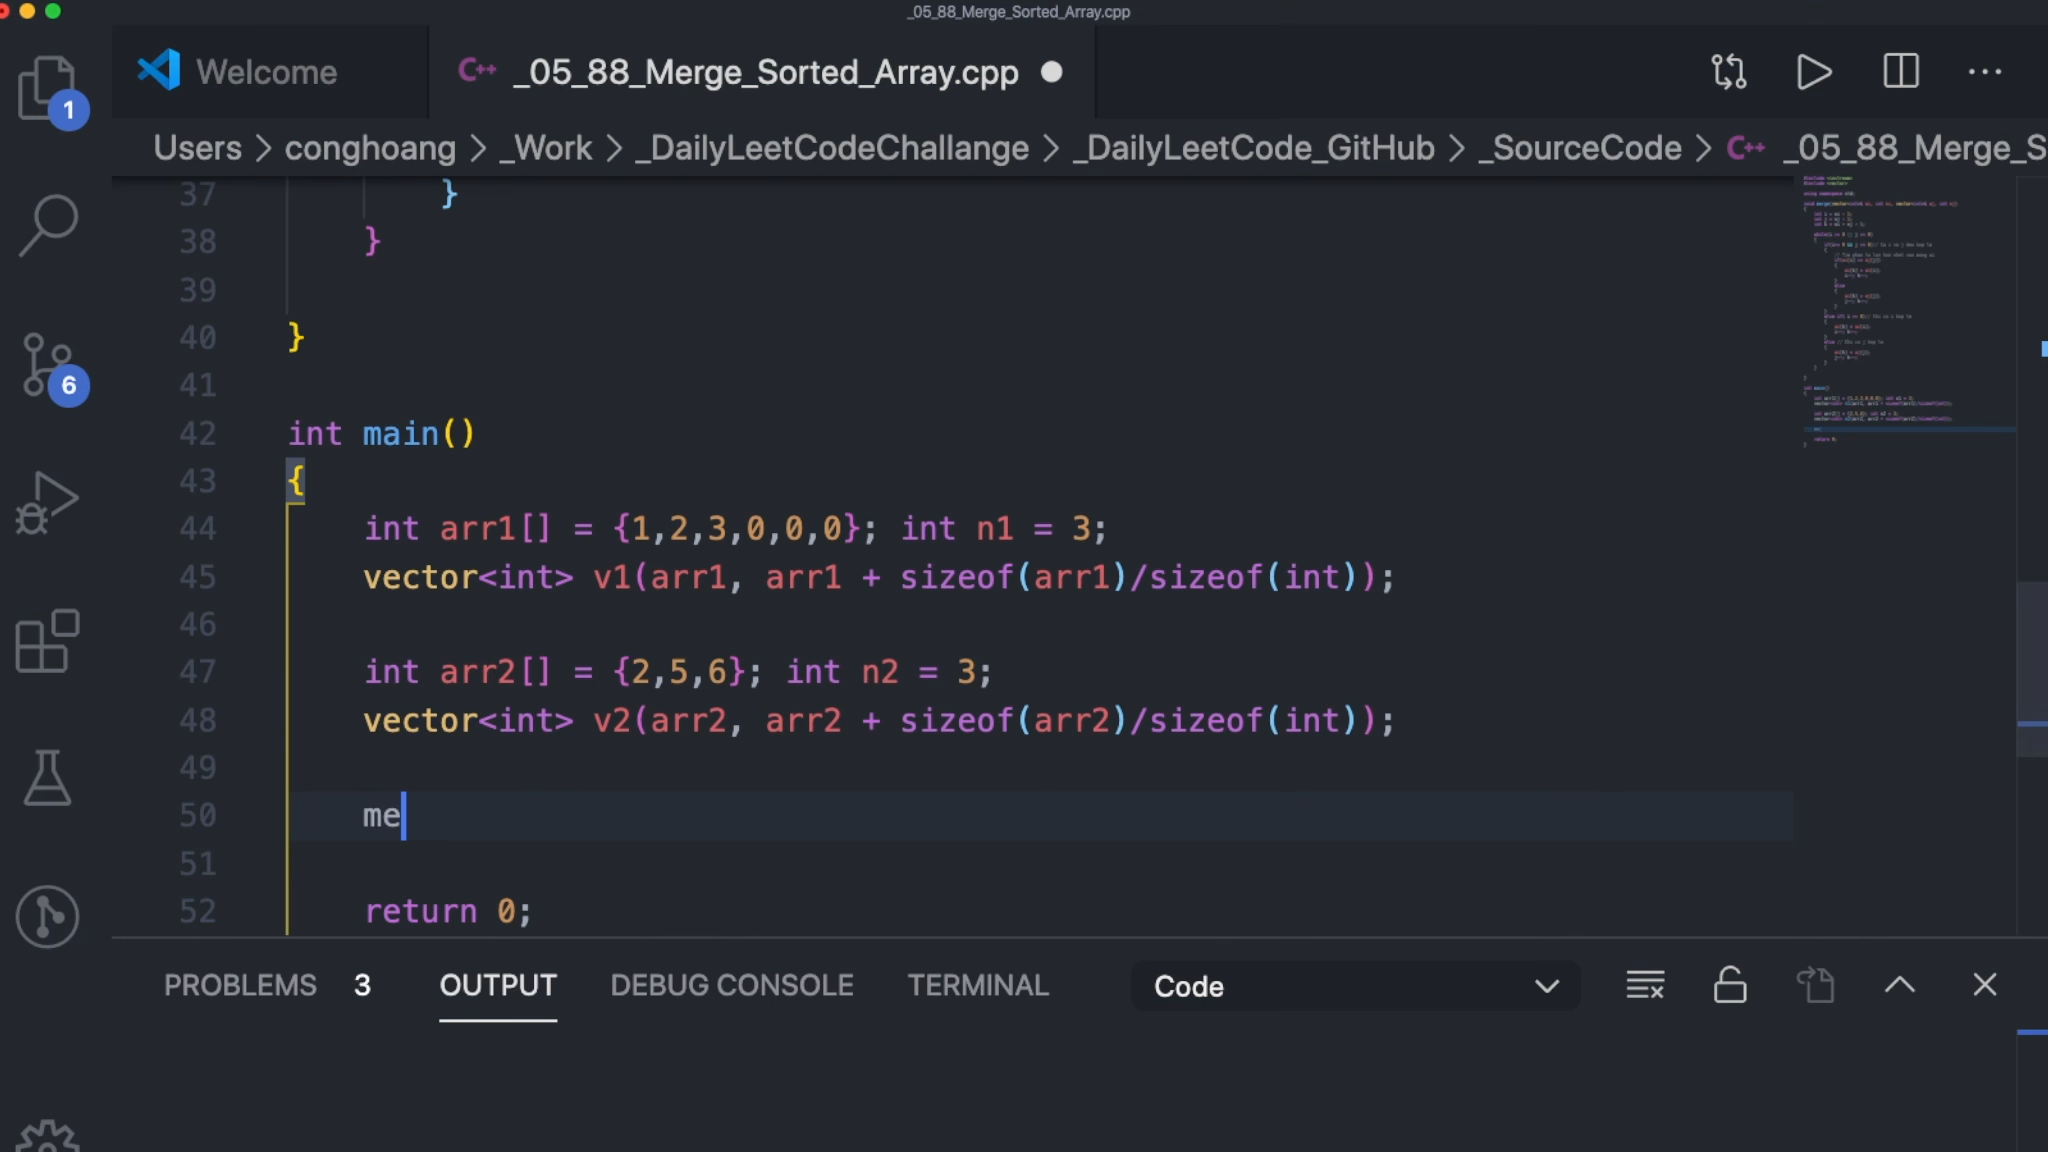 _05_88_Merge_Sorted_Array.cpp
Welcome
C++ _05_88_Merge_Sorted_Array.cpp
1
Users > conghoang > _Work > _DailyLeetCodeChallange > _DailyLeetCode_GitHub > _SourceCode > C++ _05_88_Merge_S
37 }
38 }
39
40 }
41
42 int main()
43 {
44 int arr1[] = {1,2,3,0,0,0}; int n1 = 3;
45 vector<int> v1(arr1, arr1 + sizeof(arr1)/sizeof(int));
46
47 int arr2[] = {2,5,6}; int n2 = 3;
48 vector<int> v2(arr2, arr2 + sizeof(arr2)/sizeof(int));
49
50 me
51
52 return 0;
6
PROBLEMS 3 OUTPUT DEBUG CONSOLE TERMINAL Code